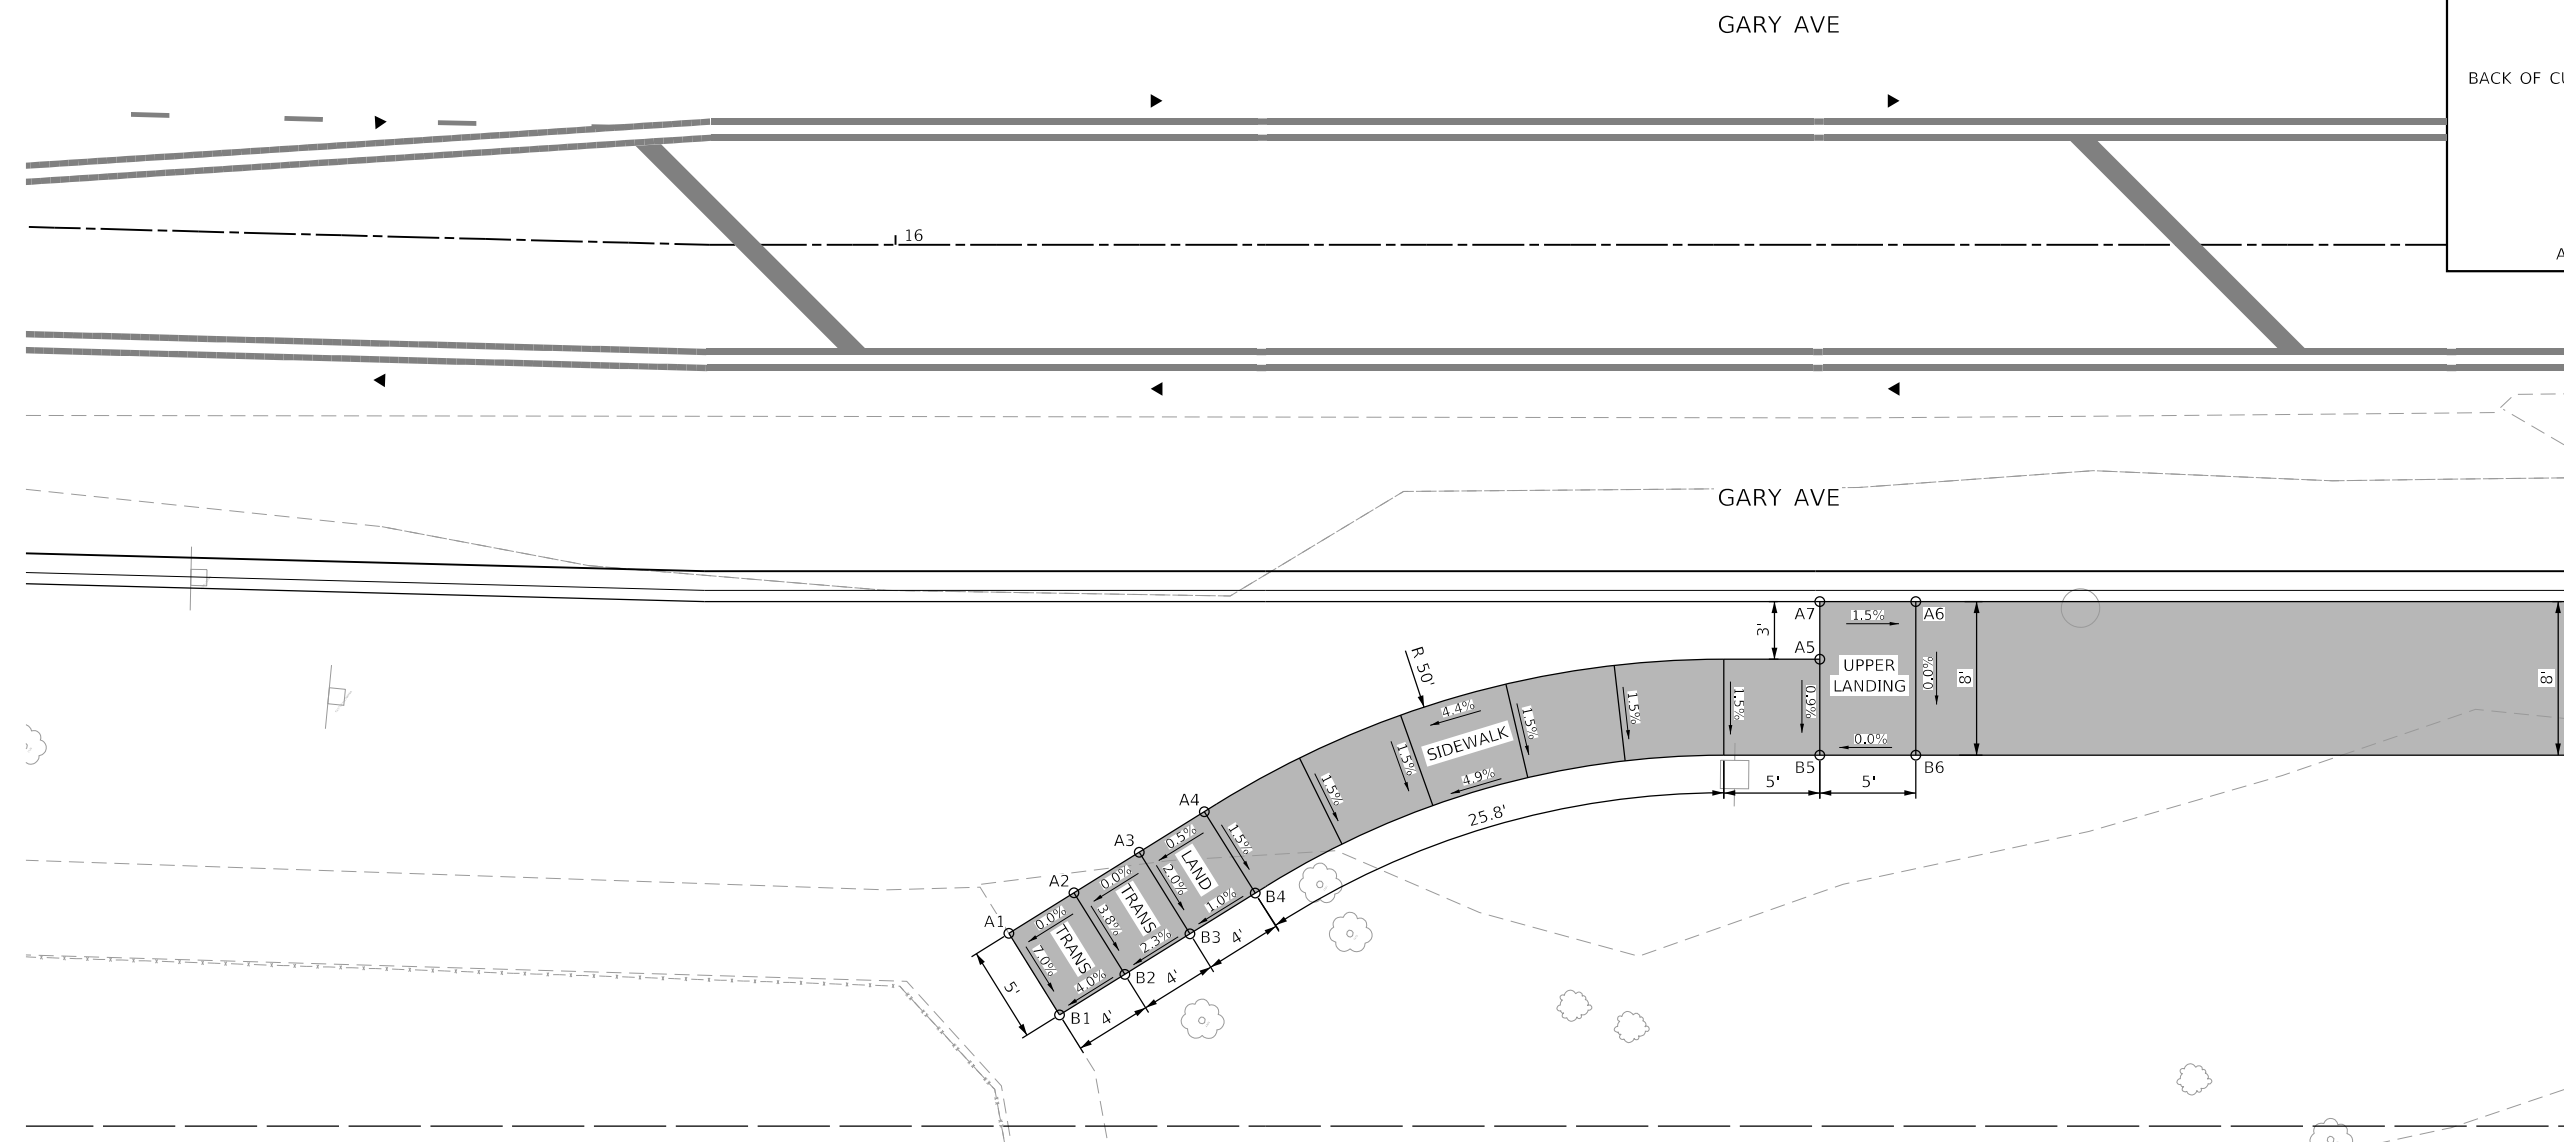 GARY AVE
BACK OF CU
16
A
GARY AVE
A7
1.5%
A6
3'
A5
UPPER
LANDING
0.0%
8'
8'
R 50'
1.5%
0.9%
4.4%
1.5%
1.5%
SIDEWALK
1.5%
0.0%
4.9%
B5
B6
5'
5'
1.5%
25.8'
A4
A3
0.5%
1.5%
LAND
2.0%
A2
0.0%
TRANS
1.0%
B4
A1
0.0%
3.8%
2.3%
B3
4'
TRANS
7.0%
4.0%
B2
4'
5'
B1
4'